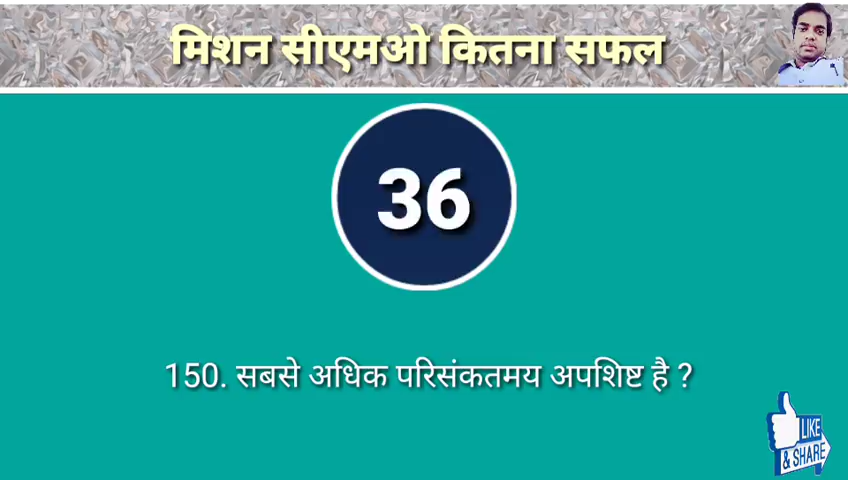 मिशन सीएमओ कितना सफल
36
150. सबसे अधिक परिसंकतमय अपशिष्ट है ?
LIKE
& SHARE